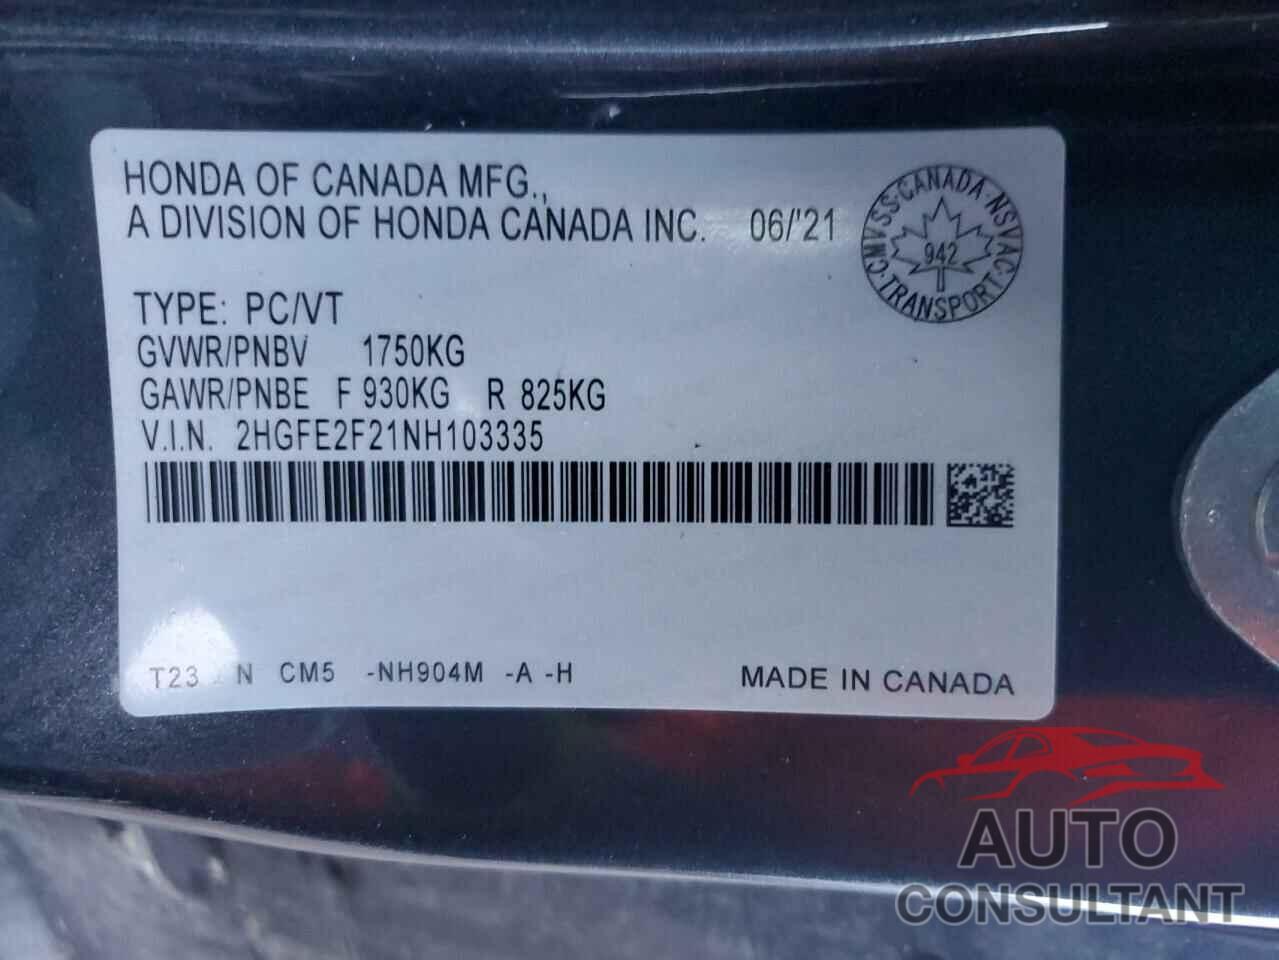 HONDA OF CANADA MFG.,
A DIVISION OF HONDA CANADA INC. 06/'21
CMVSS·CANADA·NSVAC·TRANSPORT·
942
TYPE: PC/VT
GVWR/PNBV 1750KG
GAWR/PNBE F 930KG R 825KG
V.I.N. 2HGFE2F21NH103335
T23 N CM5 -NH904M -A -H MADE IN CANADA
AUTO
CONSULTANT